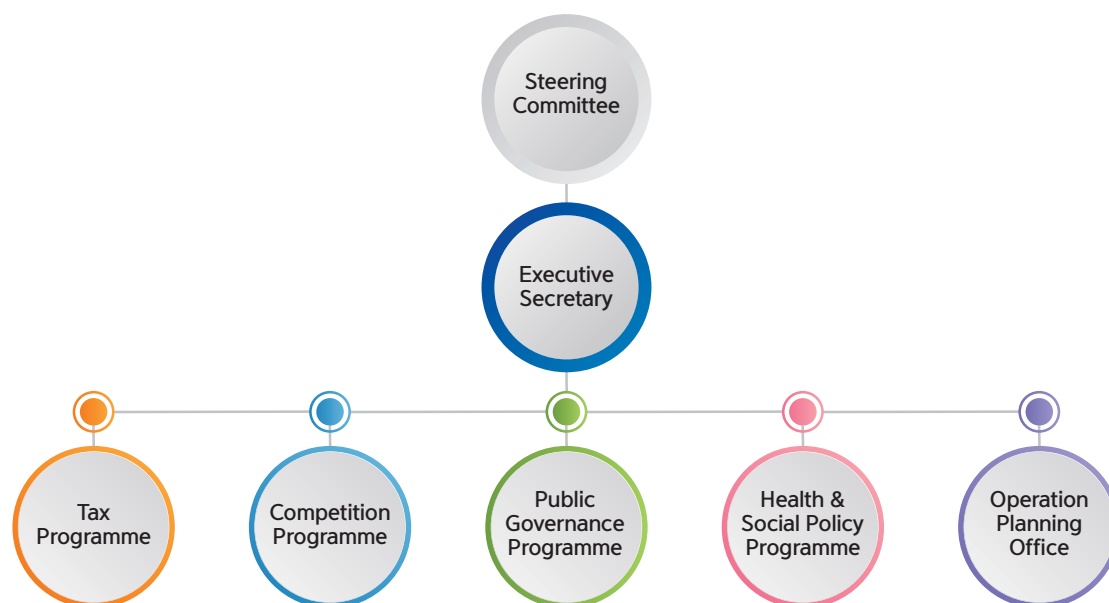 Steering
Committee
Executive
Secretary
Tax
Programme
Competition
Programme
Public
Governance
Programme
Health &
Social Policy
Programme
Operation
Planning
Office